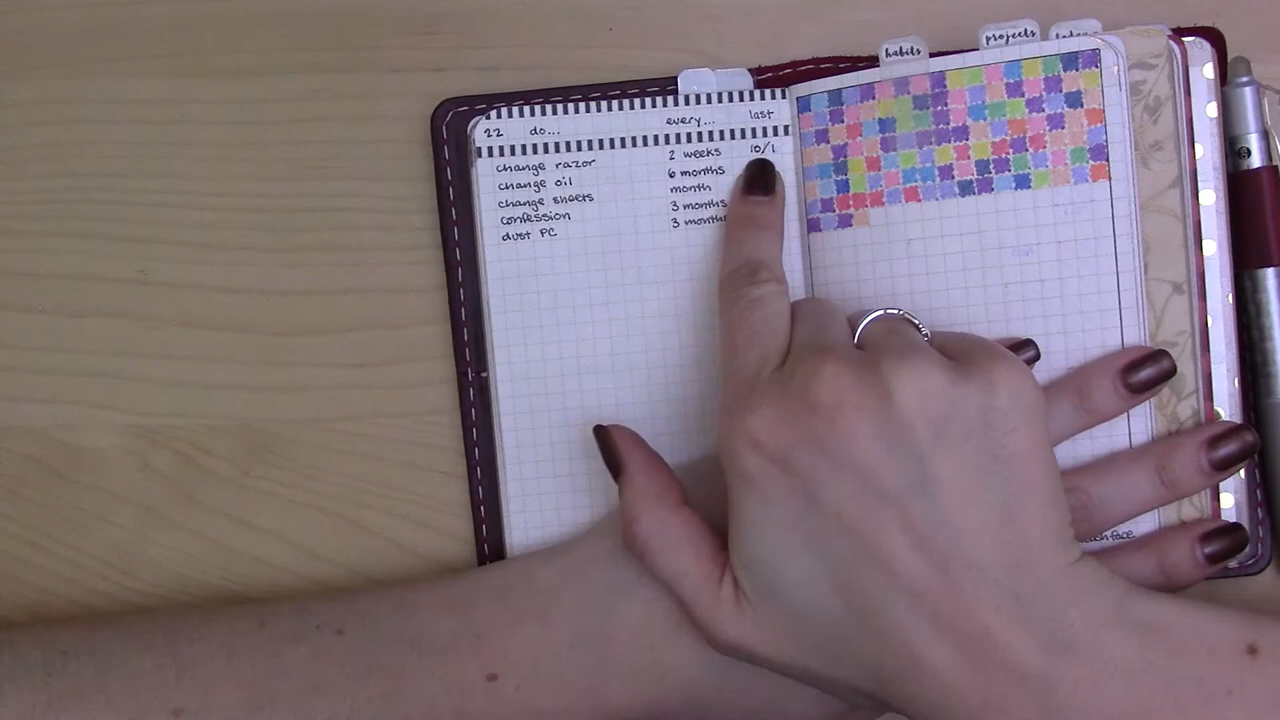 habits
projects
22 do... every... last
change razor 2 weeks 10/1
change oil 6 months
change sheets month
confession 3 months
dust PC 3 months
face